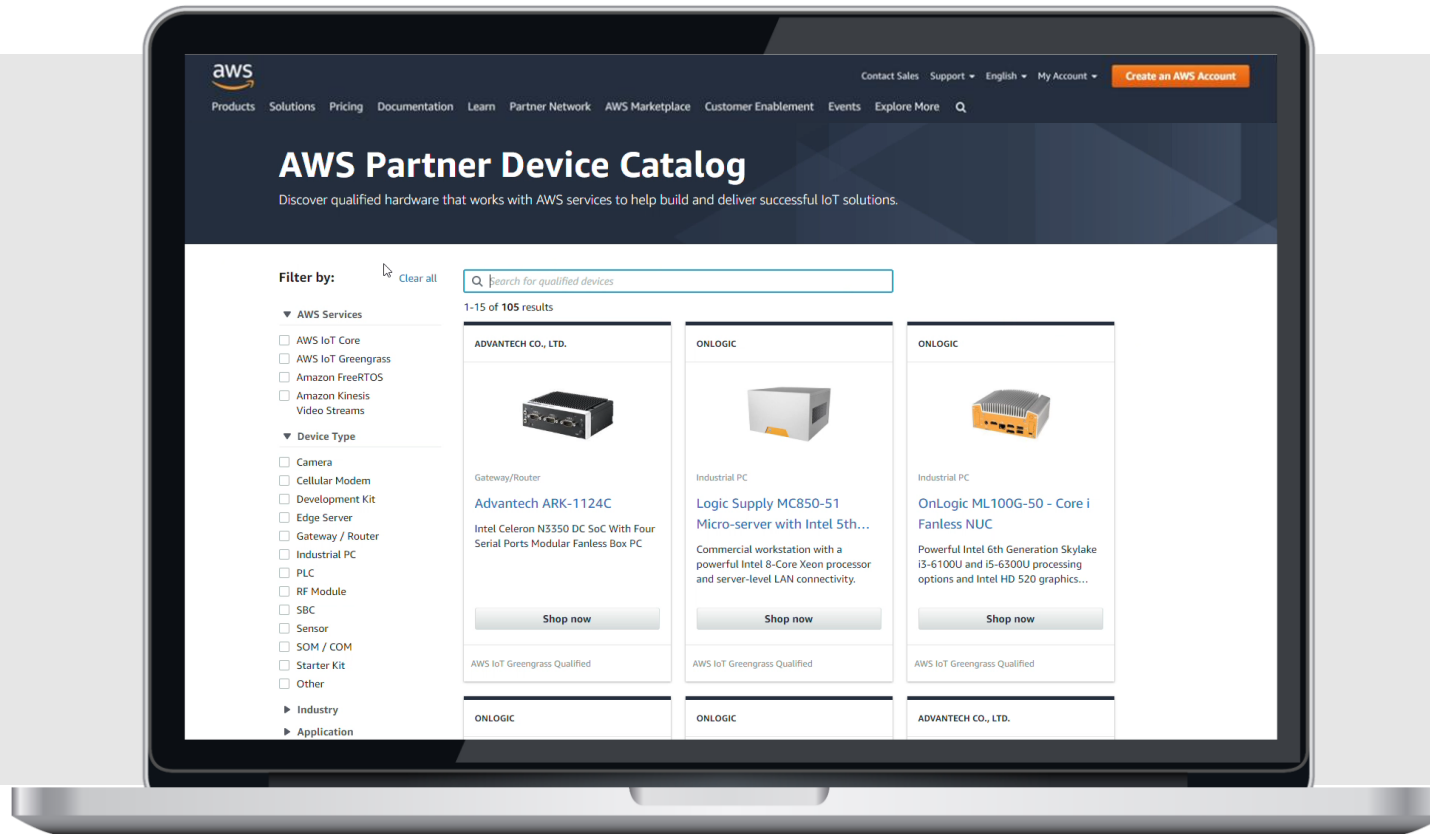 aws
Contact Sales Support English My Account Create an AWS Account
Products Solutions Pricing Documentation Learn Partner Network AWS Marketplace Customer Enablement Events Explore More
AWS Partner Device Catalog
Discover qualified hardware that works with AWS services to help build and deliver successful IoT solutions.
Filter by:
Clear all
AWS Services
AWS IoT Core
AWS IoT Greengrass
Amazon FreeRTOS
Amazon Kinesis
Video Streams
Device Type
Camera
Cellular Modem
Development Kit
Edge Server
Gateway / Router
Industrial PC
PLC
RF Module
SBC
Sensor
SOM / COM
Starter Kit
Other
Industry
Application
Search for qualified devices
1-15 of 105 results
ADVANTECH CO., LTD.
Gateway/Router
Advantech ARK-1124C
Intel Celeron N3350 DC SoC With Four
Serial Ports Modular Fanless Box PC
Shop now
AWS IoT Greengrass Qualified
ONLOGIC
Industrial PC
Logic Supply MC850-51
Micro-server with Intel 5th...
Commercial workstation with a
powerful Intel 8-Core Xeon processor
and server-level LAN connectivity.
Shop now
AWS IoT Greengrass Qualified
ONLOGIC
Industrial PC
OnLogic ML100G-50 - Core i
Fanless NUC
Powerful Intel 6th Generation Skylake
i3-6100U and i5-6300U processing
options and Intel HD 520 graphics...
Shop now
AWS IoT Greengrass Qualified
ONLOGIC
ONLOGIC
ADVANTECH CO., LTD.